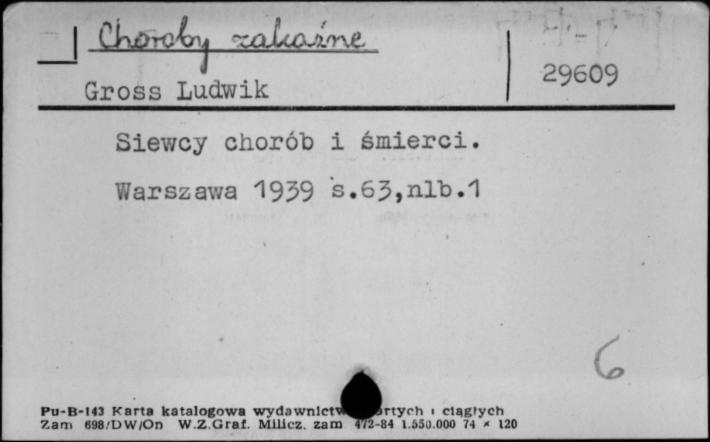 Choroby zakaźne
29609
Gross Ludwik
Siewcy chorób i śmierci.
Warszawa 1939 s.63,nlb.1
6
Pu-B-143 Karta katalogowa wydawnictw ciągłych
Zam 698/DW/On W.Z.Graf. Milicz. zam 472-84 1.550.000 74 × 120